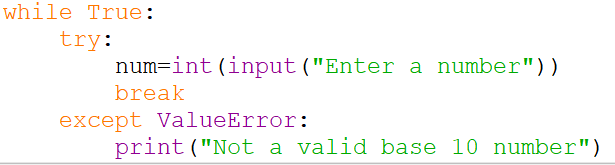 while True:
    try:
        num=int(input("Enter a number"))
        break
    except ValueError:
        print("Not a valid base 10 number")